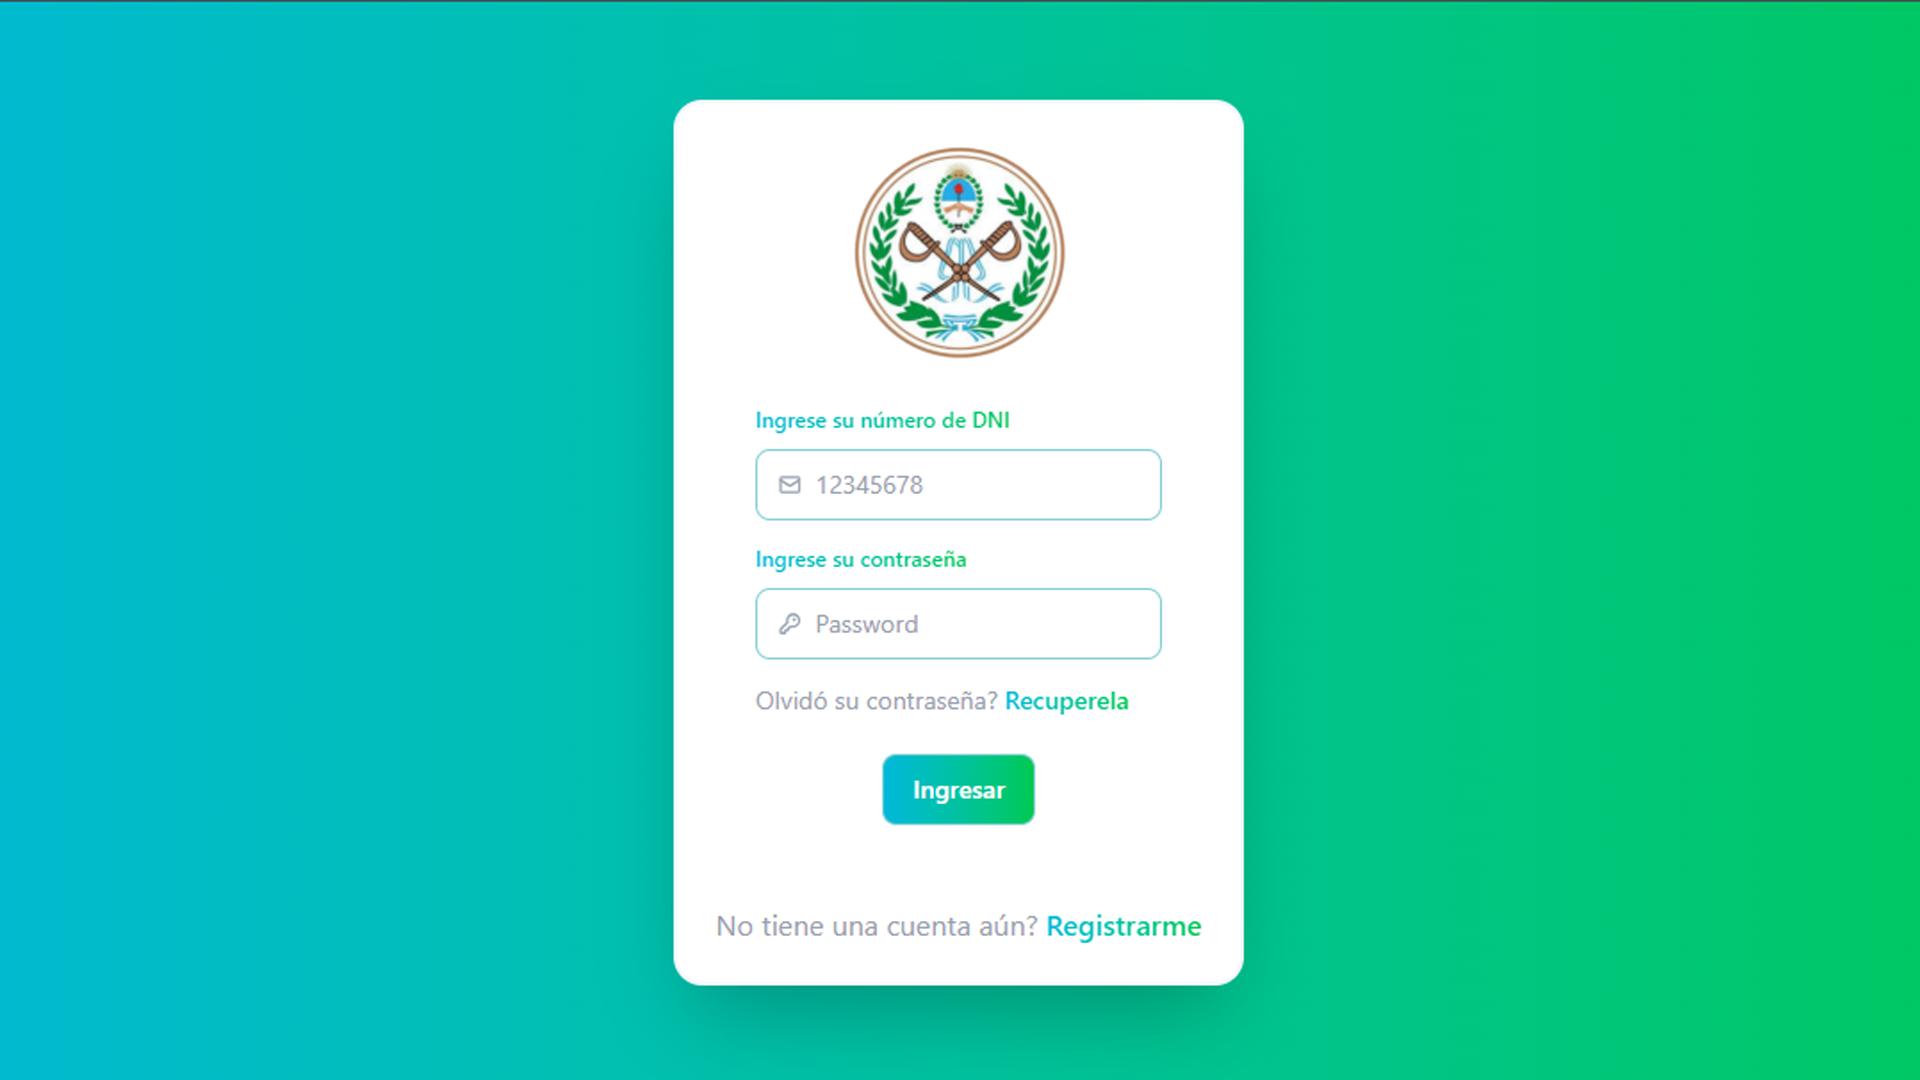 Ingrese su número de DNI
12345678
Ingrese su contraseña
Password
Olvidó su contraseña? Recuperela
Ingresar
No tiene una cuenta aún? Registrarme